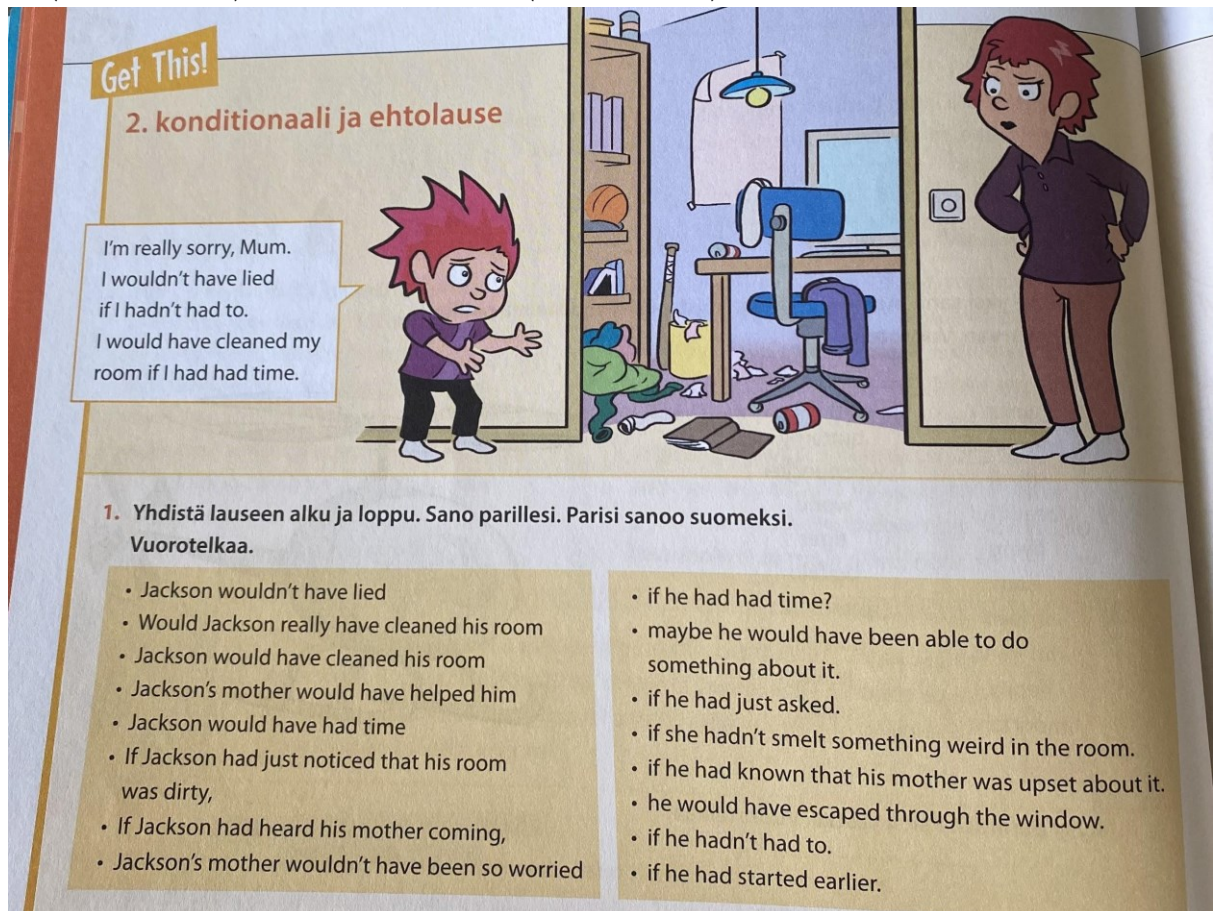 Get This!
2. konditionaali ja ehtolause
I'm really sorry, Mum.
I wouldn't have lied
if I hadn't had to.
I would have cleaned my
room if I had had time.
1. Yhdistä lauseen alku ja loppu. Sano parillesi. Parisi sanoo suomeksi.
Vuorotelkaa.
• Jackson wouldn't have lied
• Would Jackson really have cleaned his room
• Jackson would have cleaned his room
• Jackson's mother would have helped him
• Jackson would have had time
• If Jackson had just noticed that his room
was dirty,
• If Jackson had heard his mother coming,
• Jackson's mother wouldn't have been so worried
• if he had had time?
• maybe he would have been able to do
something about it.
• if he had just asked.
• if she hadn't smelt something weird in the room.
• if he had known that his mother was upset about it.
• he would have escaped through the window.
• if he hadn't had to.
• if he had started earlier.